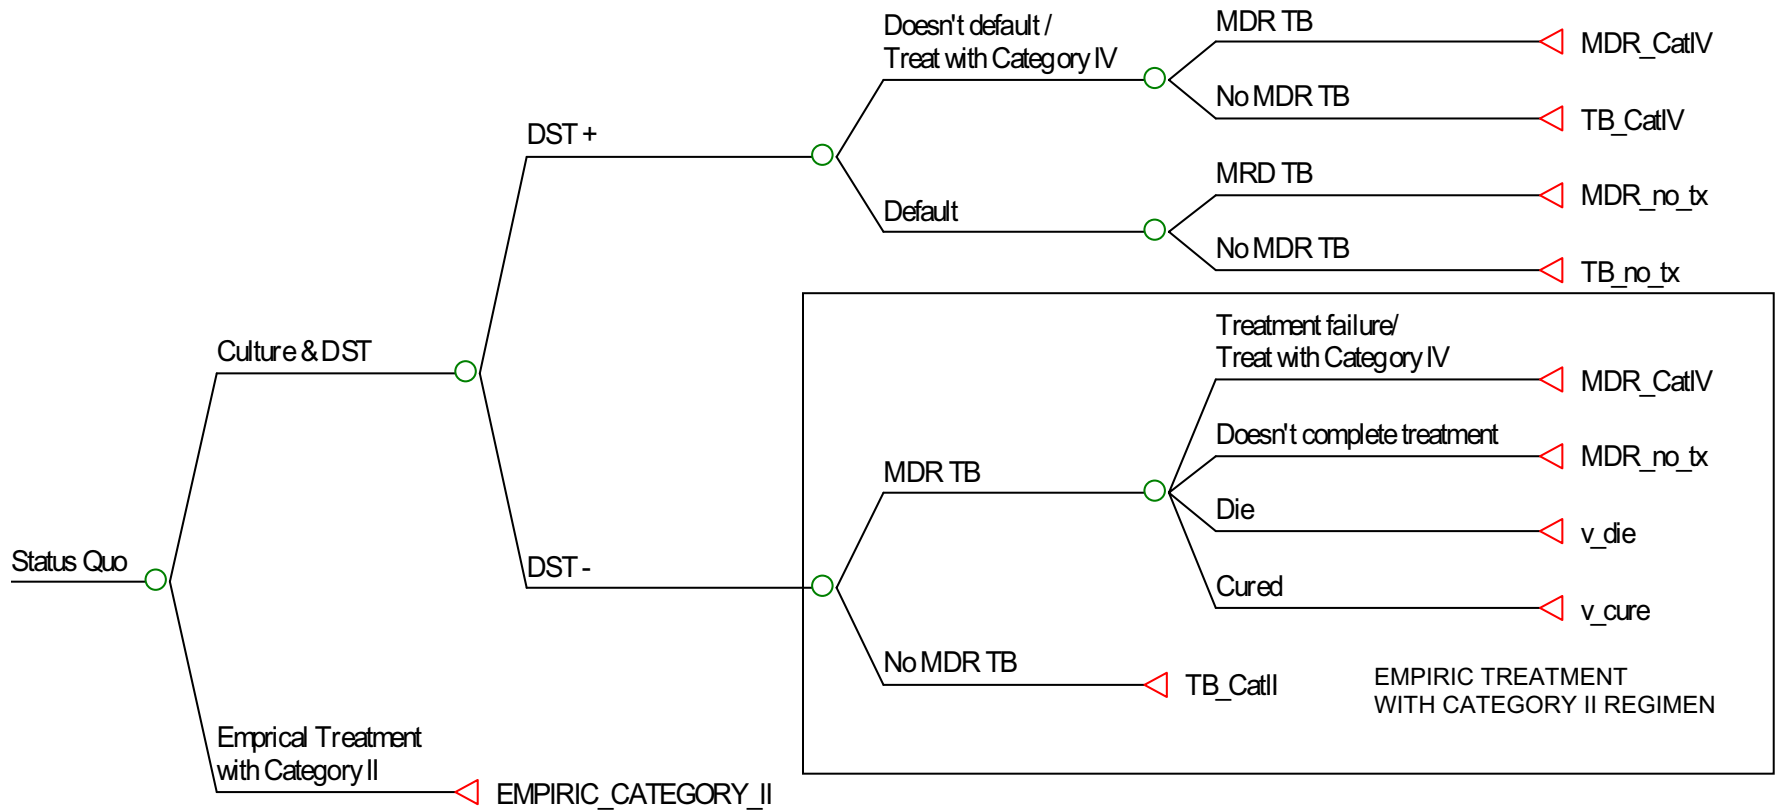 Doesn't default /
Treat with Category IV
MDR TB
MDR_CatIV
No MDR TB
TB_CatIV
DST +
MRD TB
MDR_no_tx
Default
No MDR TB
TB_no_tx
Culture & DST
Treatment failure/
Treat with Category IV
MDR_CatIV
Doesn't complete treatment
MDR_no_tx
MDR TB
Die
v_die
Status Quo
DST -
Cured
v_cure
No MDR TB
TB_CatII
EMPIRIC TREATMENT
WITH CATEGORY II REGIMEN
Emprical Treatment
with Category II
EMPIRIC_CATEGORY_II